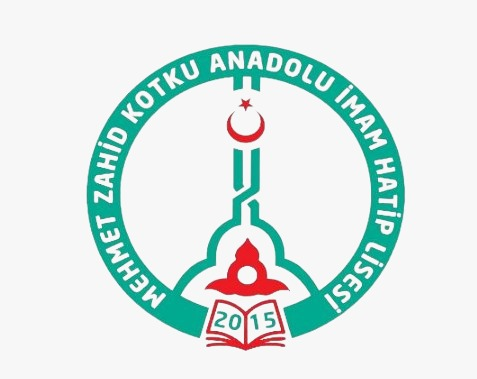 MEHMET ZAHİD KOTKU ANADOLU İMAM HATİP LİSESİ
2015